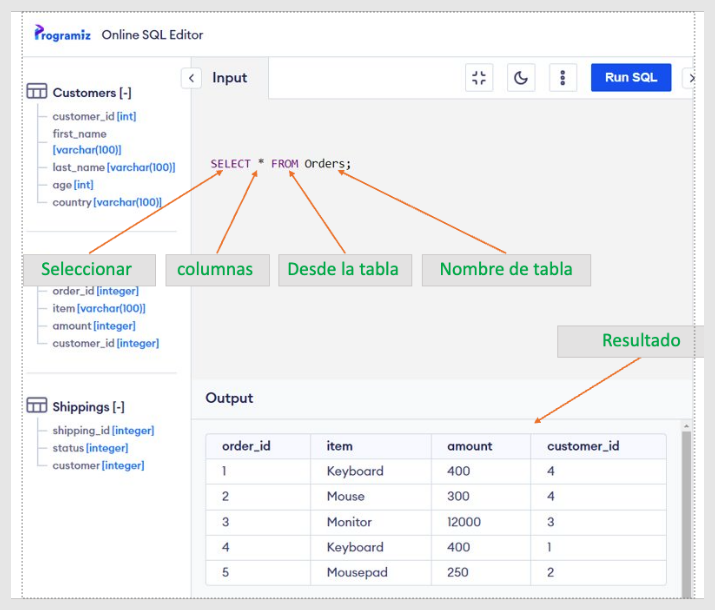 Programiz Online SQL Editor
Input
Run SQL
Customers [-]
customer_id [int]
first_name
[varchar(100)]
last_name [varchar(100)]
age [int]
country [varchar(100)]
SELECT * FROM Orders;
Seleccionar
columnas
Desde la tabla
Nombre de tabla
order_id [integer]
item [varchar(100)]
amount [integer]
customer_id [integer]
Resultado
Shippings [-]
shipping_id [integer]
status [integer]
customer [integer]
Output
order_id item amount customer_id
1 Keyboard 400 4
2 Mouse 300 4
3 Monitor 12000 3
4 Keyboard 400 1
5 Mousepad 250 2